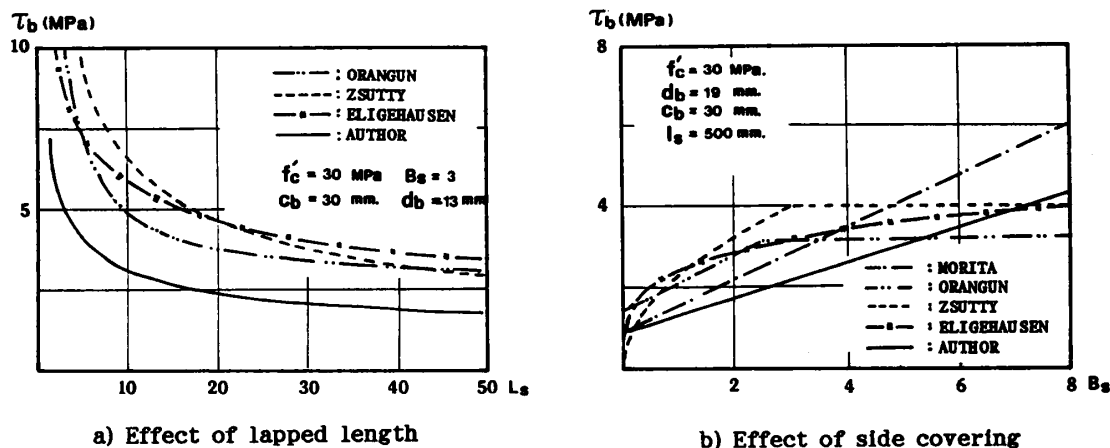 τb (MPa)
10
5
10 20 30 40 50 Ls
— ·· — : ORANGUN
----- : ZSUTTY
— · — : ELIGEHAUSEN
——— : AUTHOR
f'c = 30 MPa Bs = 3
cb = 30 mm. db = 13 mm
a) Effect of lapped length
τb (MPa)
8
4
2 4 6 8 Bs
f'c = 30 MPa.
db = 19 mm.
cb = 30 mm.
ls = 500 mm.
: MORITA
: ORANGUN
: ZSUTTY
: ELIGEHAUSEN
: AUTHOR
b) Effect of side covering